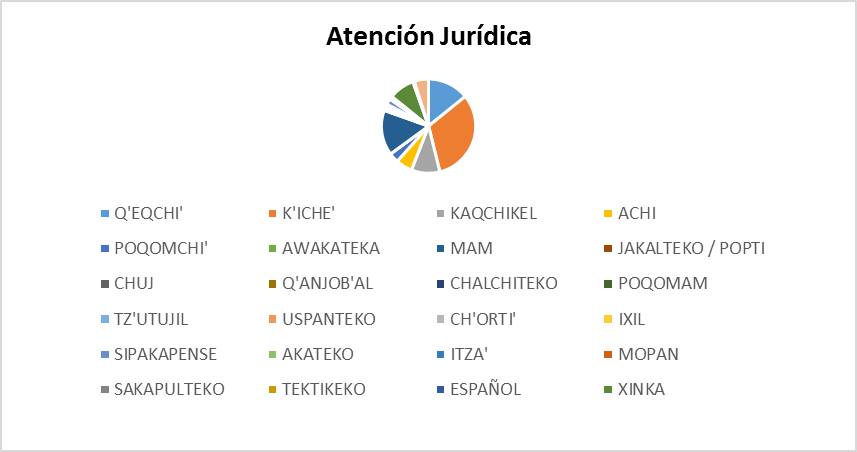 Atención Jurídica
Q'EQCHI' K'ICHE' KAQCHIKEL ACHI
POQOMCHI' AWAKATEKA MAM JAKALTEKO / POPTI
CHUJ Q'ANJOB'AL CHALCHITEKO POQOMAM
TZ'UTUJIL USPANTEKO CH'ORTI' IXIL
SIPAKAPENSE AKATEKO ITZA' MOPAN
SAKAPULTEKO TEKTIKEKO ESPAÑOL XINKA